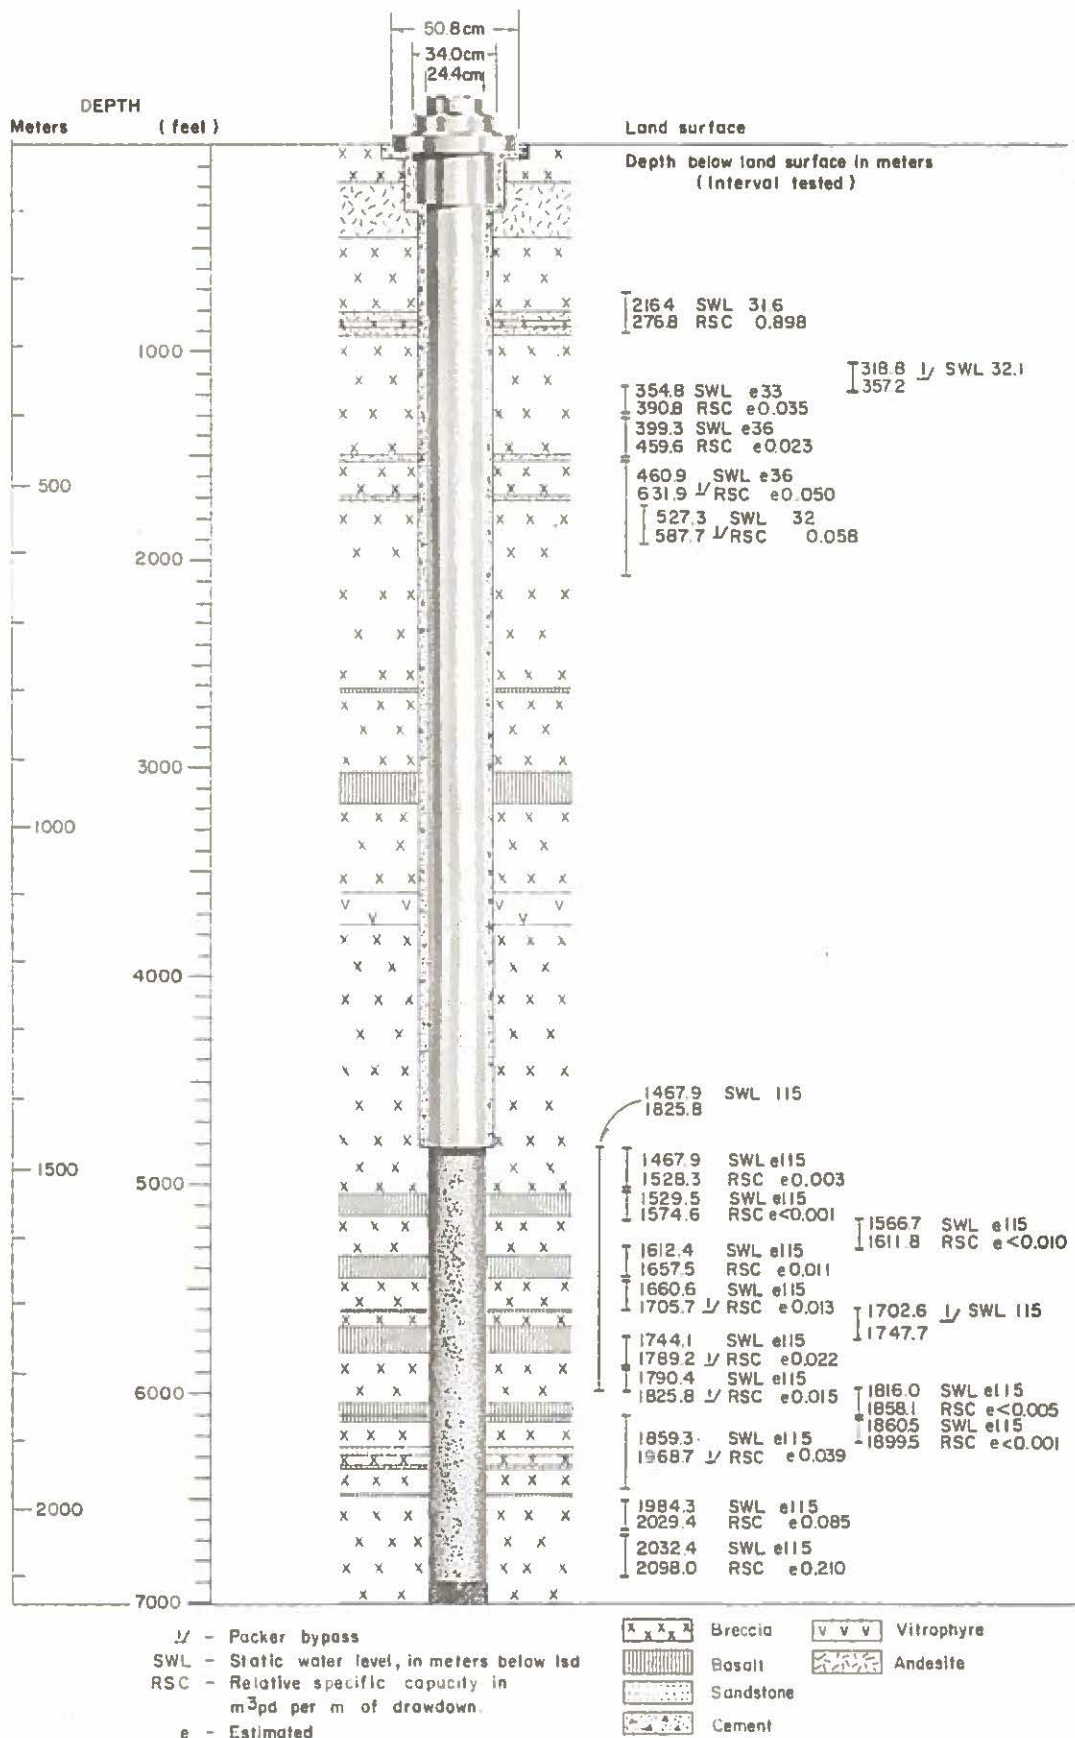 50.8cm
34.0cm
24.4cm
DEPTH
Meters (feel)
Land surface
Depth below land surface in meters
(Interval tested)
2164 SWL 31.6
276.8 RSC 0.898
1000
318.8 1/ SWL 32.1
357.2
354.8 SWL e33
390.8 RSC e0.035
399.3 SWL e36
459.6 RSC e0.023
500
460.9 SWL e36
631.9 1/ RSC e0.050
527.3 SWL 32
587.7 1/ RSC 0.058
2000
3000
1000
4000
1467.9 SWL 115
1825.8
1500
5000
1467.9 SWL e115
1528.3 RSC e0.003
1529.5 SWL e115
1574.6 RSC e<0.001
1566.7 SWL e115
1611.8 RSC e<0.010
1612.4 SWL e115
1657.5 RSC e0.011
1660.6 SWL e115
1705.7 1/ RSC e0.013
1702.6 1/ SWL 115
1747.7
1744.1 SWL e115
1789.2 1/ RSC e0.022
1790.4 SWL e115
1825.8 1/ RSC e0.015
6000
1816.0 SWL e115
1858.1 RSC e<0.005
1860.5 SWL e115
1899.5 RSC e<0.001
1859.3 SWL e115
1968.7 1/ RSC e0.039
2000
1984.3 SWL e115
2029.4 RSC e0.085
2032.4 SWL e115
2098.0 RSC e0.210
7000
1/ - Packer bypass
SWL - Static water level, in meters below lsd
RSC - Relative specific capacity in
m3pd per m of drawdown.
e - Estimated
Breccia
Vitrophyre
Basalt
Andesite
Sandstone
Cement